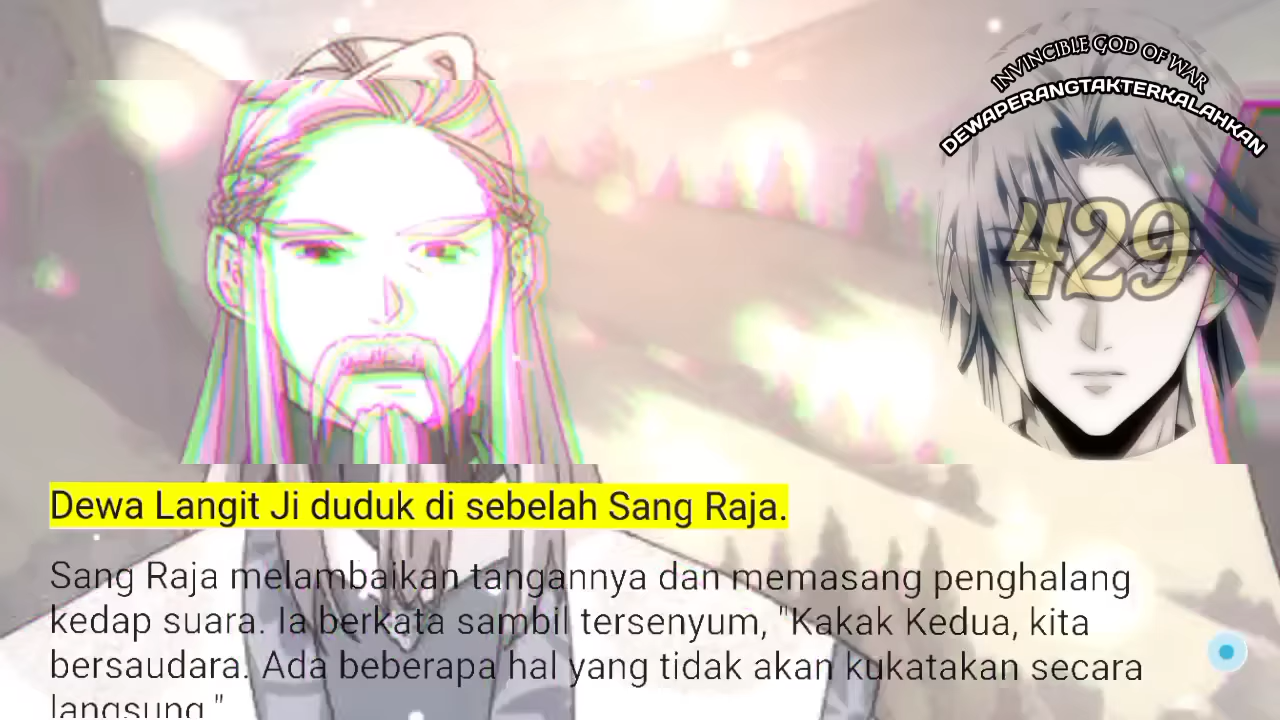 INVINCIBLE GOD OF WAR
DEWAPERANGTAKTERKALAHKAN
429
Dewa Langit Ji duduk di sebelah Sang Raja.
Sang Raja melambaikan tangannya dan memasang penghalang
kedap suara. Ia berkata sambil tersenyum, "Kakak Kedua, kita
bersaudara. Ada beberapa hal yang tidak akan kukatakan secara
langsung."